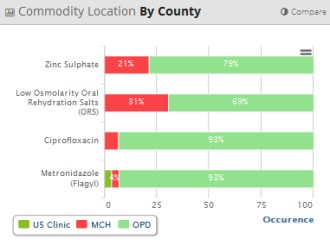 Commodity Location By County
Compare
Zinc Sulphate
21%
79%
Low Osmolarity Oral
Rehydration Salts
(ORS)
31%
69%
Ciprofloxacin
93%
Metronidazole
(Flagyl)
4%
93%
0 25 50 75 100
Occurence
US Clinic MCH OPD